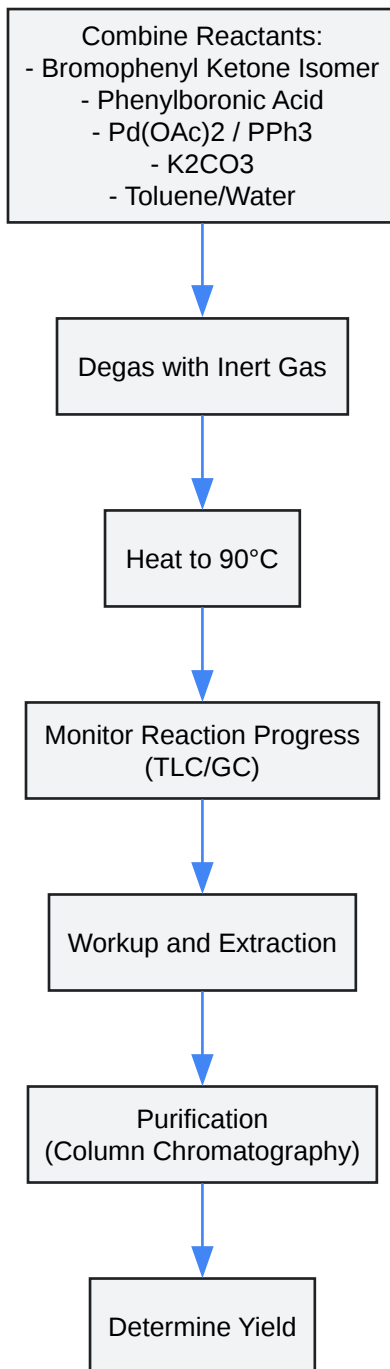 Combine Reactants:
- Bromophenyl Ketone Isomer
- Phenylboronic Acid
- Pd(OAc)2 / PPh3
- K2CO3
- Toluene/Water
Degas with Inert Gas
Heat to 90°C
Monitor Reaction Progress
(TLC/GC)
Workup and Extraction
Purification
(Column Chromatography)
Determine Yield